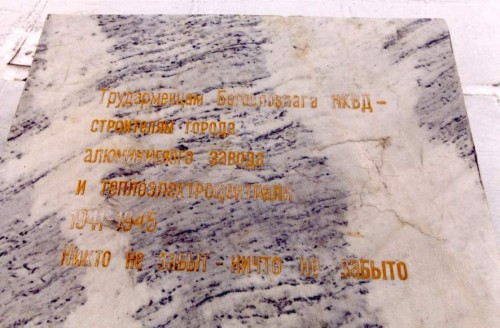 Трудармейцам Богословлага НКВД –
строителям города,
алюминиевого завода
и теплоэлектроцентрали
1941-1945
Никто не забыт - ничто не забыто